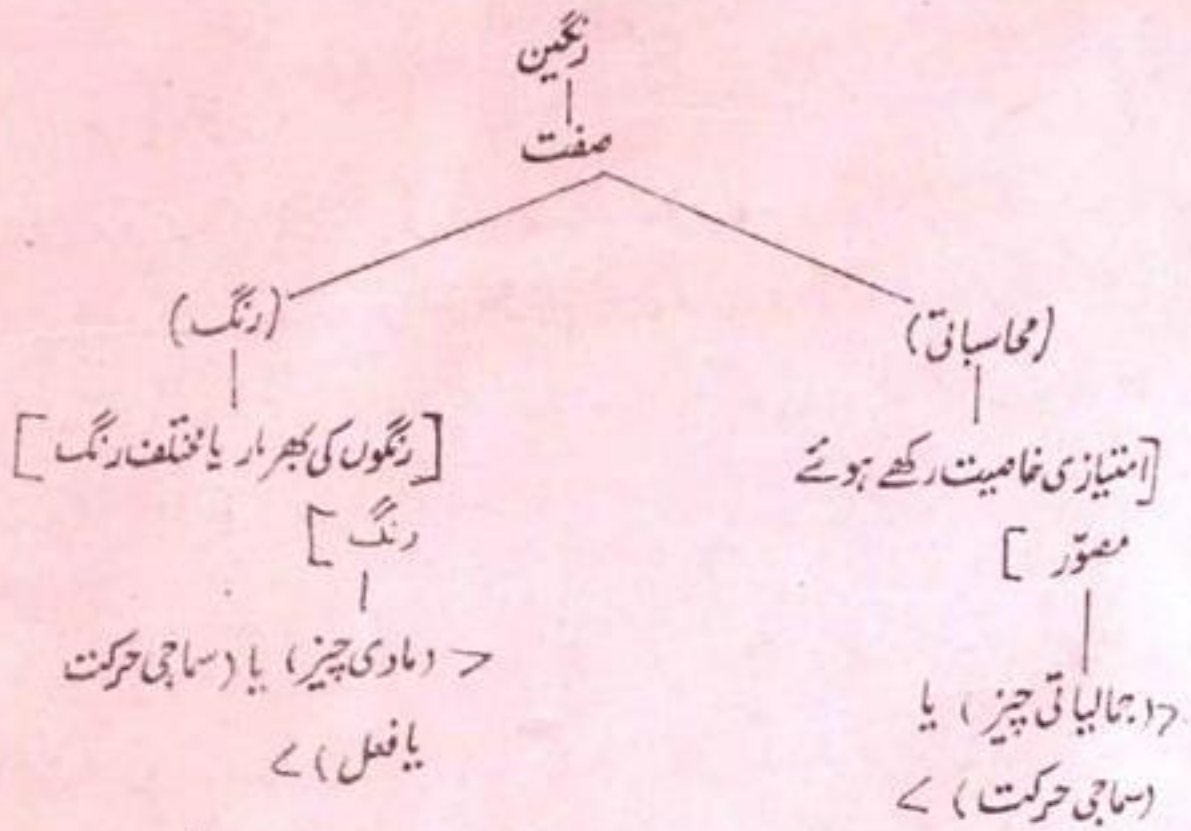 رنگین
صفت
(محاسباتی)
(رنگ)
[امتیازی خاصیت رکھے ہوئے
مصوّر ]
[رنگوں کی بھرمار یا مختلف رنگ]
رنگ ]
<(جمالیاتی چیز) یا
(سماجی حرکت) >
< (مادی چیز) یا (سماجی حرکت
یا فعل) >